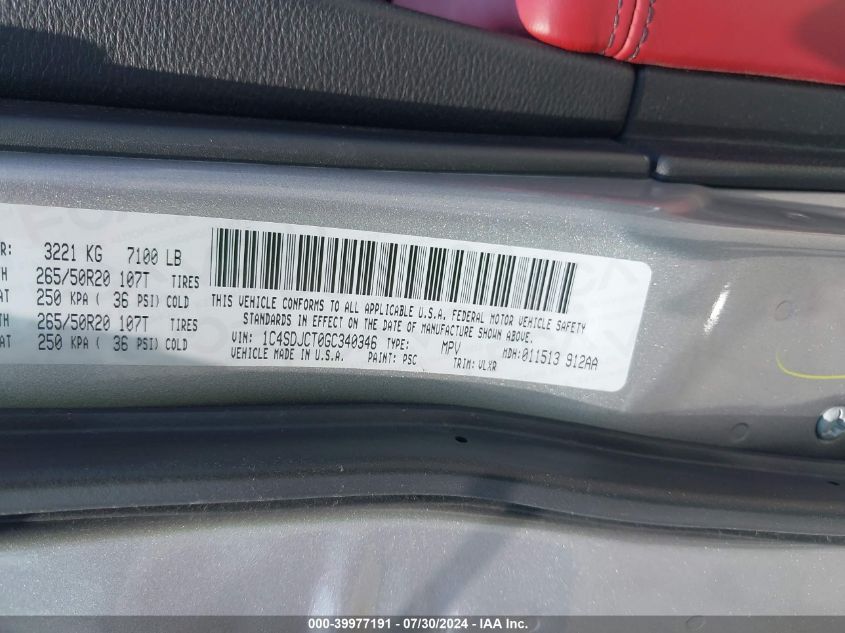 R: 3221 KG 7100 LB
TH 265/50R20 107T TIRES
AT 250 KPA ( 36 PSI) COLD
TH 265/50R20 107T TIRES
AT 250 KPA ( 36 PSI) COLD
THIS VEHICLE CONFORMS TO ALL APPLICABLE U.S.A. FEDERAL MOTOR VEHICLE SAFETY
STANDARDS IN EFFECT ON THE DATE OF MANUFACTURE SHOWN ABOVE.
VIN: 1C4SDJCT0GC340346 TYPE: MPV MDH: 011513 912AA
VEHICLE MADE IN U.S.A. PAINT: PSC TRIM: VLXR
000-39977191 - 07/30/2024 - IAA Inc.